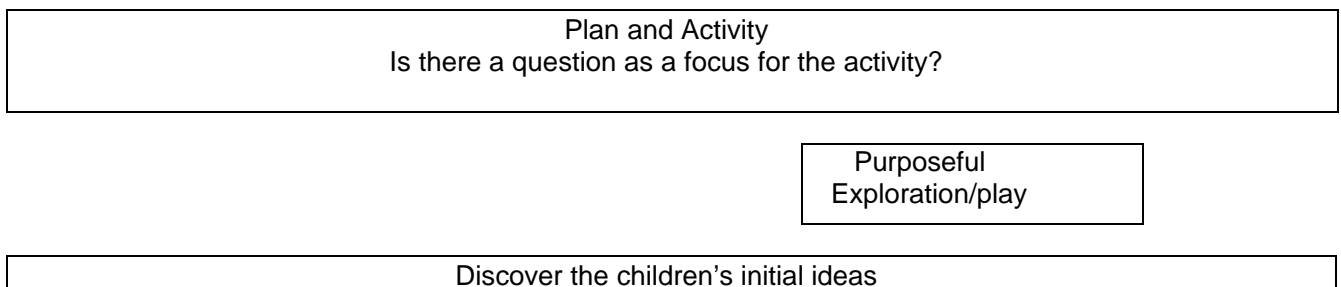 Plan and Activity
Is there a question as a focus for the activity?
Purposeful
Exploration/play
Discover the children’s initial ideas